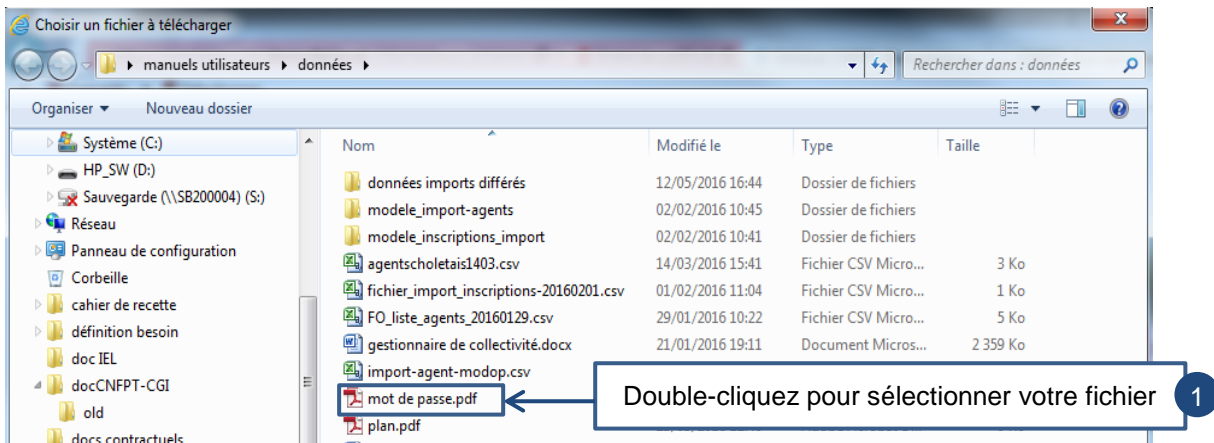 Choisir un fichier à télécharger
x
manuels utilisateurs données
Rechercher dans : données
Organiser Nouveau dossier
Système (C:)
HP_SW (D:)
Sauvegarde (\\SB200004) (S:)
Réseau
Panneau de configuration
Corbeille
cahier de recette
définition besoin
doc IEL
docCNFPT-CGI
old
docs contractuels
Nom Modifié le Type Taille
données imports différés 12/05/2016 16:44 Dossier de fichiers
modele_import-agents 02/02/2016 10:45 Dossier de fichiers
modele_inscriptions_import 02/02/2016 10:41 Dossier de fichiers
agentscholetais1403.csv 14/03/2016 15:41 Fichier CSV Micro... 3 Ko
fichier_import_inscriptions-20160201.csv 01/02/2016 11:04 Fichier CSV Micro... 1 Ko
FO_liste_agents_20160129.csv 29/01/2016 10:22 Fichier CSV Micro... 5 Ko
gestionnaire de collectivité.docx 21/01/2016 19:11 Document Micros... 2 359 Ko
import-agent-modop.csv
mot de passe.pdf
plan.pdf
Double-cliquez pour sélectionner votre fichier 1